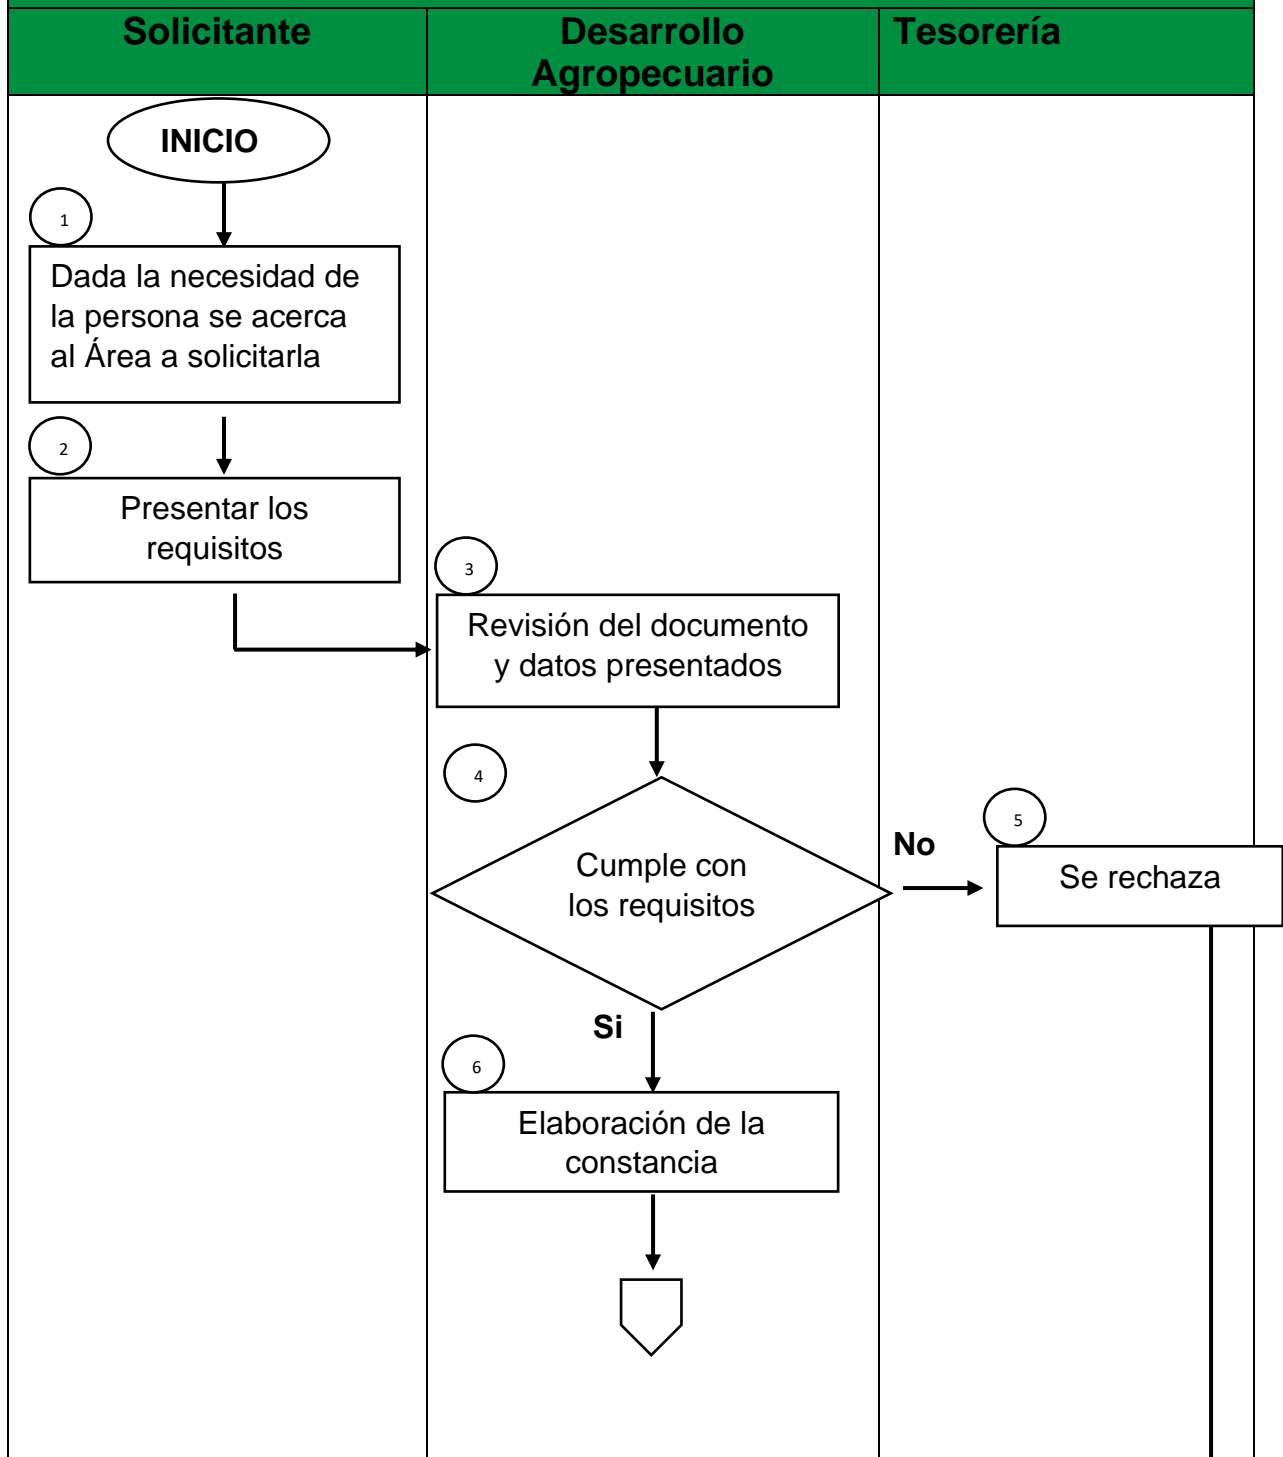 Solicitante
Desarrollo
Agropecuario
Tesorería
INICIO
1
Dada la necesidad de
la persona se acerca
al Área a solicitarla
2
Presentar los
requisitos
3
Revisión del documento
y datos presentados
4
Cumple con
los requisitos
No
5
Se rechaza
Si
6
Elaboración de la
constancia